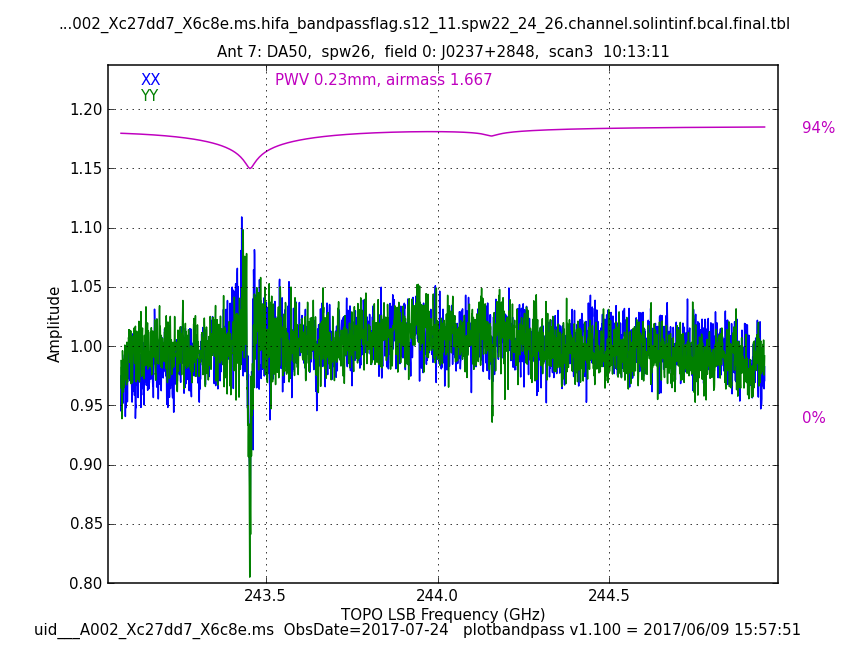 ...002_Xc27dd7_X6c8e.ms.hifa_bandpassflag.s12_11.spw22_24_26.channel.solintinf.bcal.final.tbl
Ant 7: DA50,  spw26,  field 0: J0237+2848,  scan3  10:13:11
XX
PWV 0.23mm, airmass 1.667
YY
1.20
94%
1.15
1.10
1.05
Amplitude
1.00
0.95
0%
0.90
0.85
0.80
243.5
244.0
244.5
TOPO LSB Frequency (GHz)
uid___A002_Xc27dd7_X6c8e.ms  ObsDate=2017-07-24   plotbandpass v1.100 = 2017/06/09 15:57:51